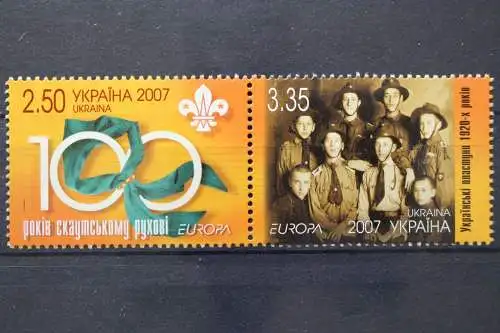 2.50 УКРАЇНА 2007
UKRAINA
100
років скаутському рухові
EUROPA
3.35
UKRAINA
EUROPA 2007 УКРАЇНА
Українські пластуни 1920-х років